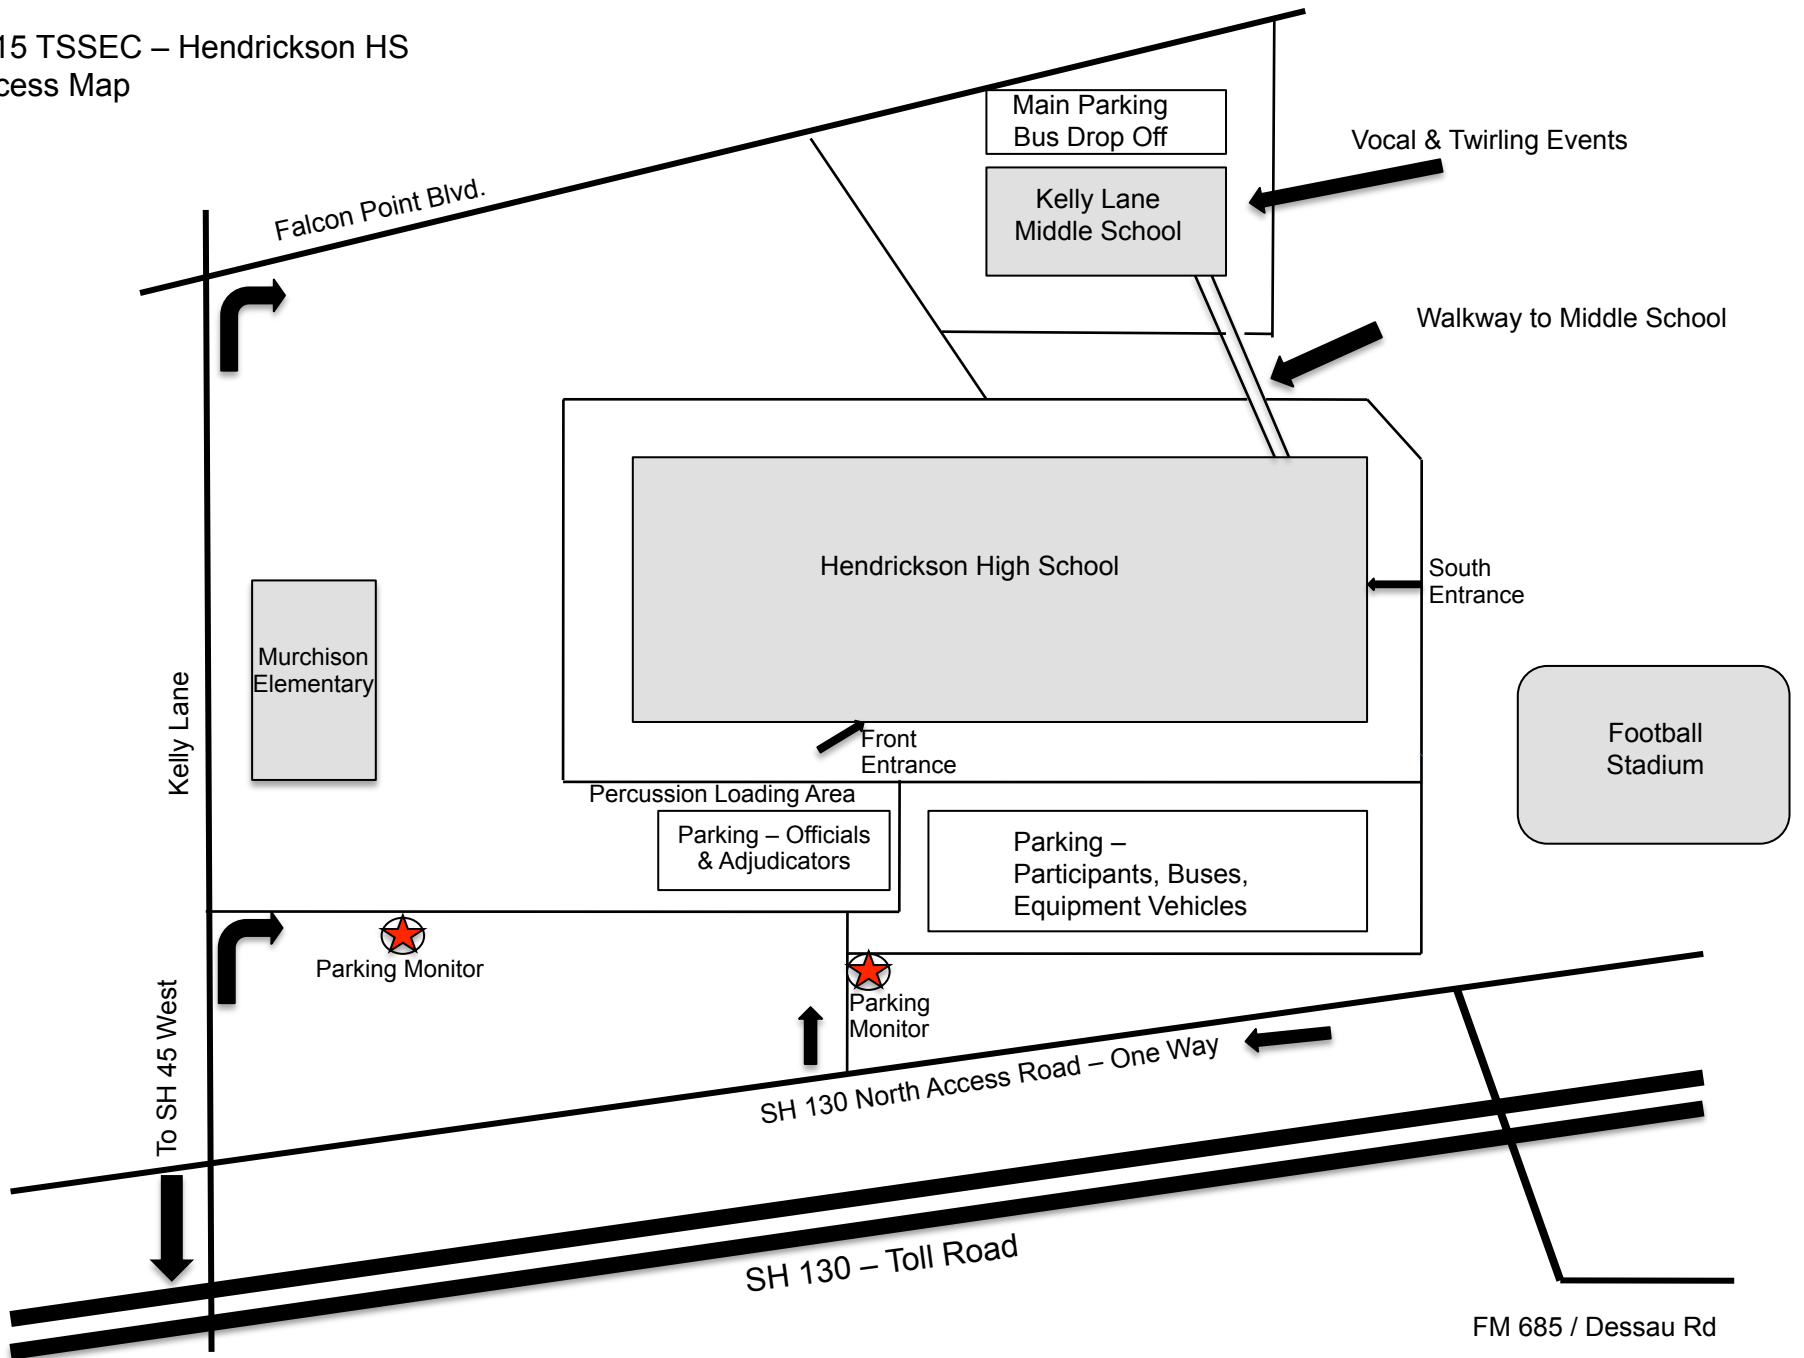 15 TSSEC – Hendrickson HS
cess Map
Main Parking
Bus Drop Off
Vocal & Twirling Events
Kelly Lane
Middle School
Falcon Point Blvd.
Walkway to Middle School
Hendrickson High School
South
Entrance
Murchison
Elementary
Kelly Lane
Football
Stadium
Front
Entrance
Percussion Loading Area
Parking – Officials
& Adjudicators
Parking –
Participants, Buses,
Equipment Vehicles
Parking Monitor
Parking
Monitor
To SH 45 West
SH 130 North Access Road – One Way
SH 130 – Toll Road
FM 685 / Dessau Rd